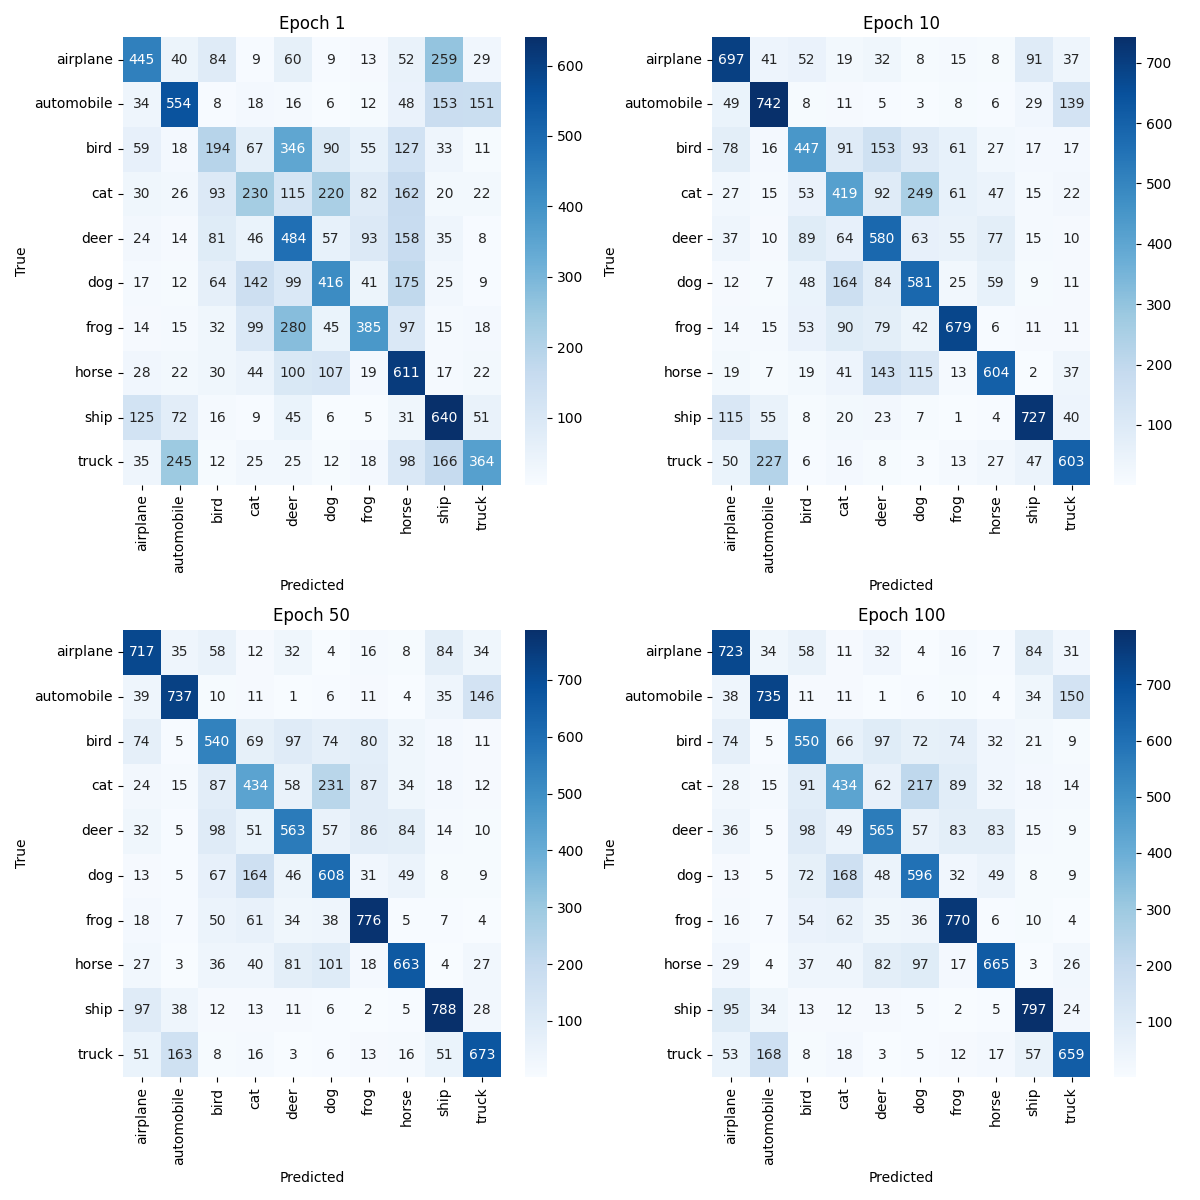 Epoch 1
airplane 445 40 84 9 60 9 13 52 259 29
automobile 34 554 8 18 16 6 12 48 153 151
bird 59 18 194 67 346 90 55 127 33 11
cat 30 26 93 230 115 220 82 162 20 22
deer 24 14 81 46 484 57 93 158 35 8
dog 17 12 64 142 99 416 41 175 25 9
frog 14 15 32 99 280 45 385 97 15 18
horse 28 22 30 44 100 107 19 611 17 22
ship 125 72 16 9 45 6 5 31 640 51
truck 35 245 12 25 25 12 18 98 166 364
airplane automobile bird cat deer dog frog horse ship truck
Predicted
True
600
500
400
300
200
100
Epoch 10
airplane 697 41 52 19 32 8 15 8 91 37
automobile 49 742 8 11 5 3 8 6 29 139
bird 78 16 447 91 153 93 61 27 17 17
cat 27 15 53 419 92 249 61 47 15 22
deer 37 10 89 64 580 63 55 77 15 10
dog 12 7 48 164 84 581 25 59 9 11
frog 14 15 53 90 79 42 679 6 11 11
horse 19 7 19 41 143 115 13 604 2 37
ship 115 55 8 20 23 7 1 4 727 40
truck 50 227 6 16 8 3 13 27 47 603
airplane automobile bird cat deer dog frog horse ship truck
Predicted
True
700
600
500
400
300
200
100
Epoch 50
airplane 717 35 58 12 32 4 16 8 84 34
automobile 39 737 10 11 1 6 11 4 35 146
bird 74 5 540 69 97 74 80 32 18 11
cat 24 15 87 434 58 231 87 34 18 12
deer 32 5 98 51 563 57 86 84 14 10
dog 13 5 67 164 46 608 31 49 8 9
frog 18 7 50 61 34 38 776 5 7 4
horse 27 3 36 40 81 101 18 663 4 27
ship 97 38 12 13 11 6 2 5 788 28
truck 51 163 8 16 3 6 13 16 51 673
airplane automobile bird cat deer dog frog horse ship truck
Predicted
True
700
600
500
400
300
200
100
Epoch 100
airplane 723 34 58 11 32 4 16 7 84 31
automobile 38 735 11 11 1 6 10 4 34 150
bird 74 5 550 66 97 72 74 32 21 9
cat 28 15 91 434 62 217 89 32 18 14
deer 36 5 98 49 565 57 83 83 15 9
dog 13 5 72 168 48 596 32 49 8 9
frog 16 7 54 62 35 36 770 6 10 4
horse 29 4 37 40 82 97 17 665 3 26
ship 95 34 13 12 13 5 2 5 797 24
truck 53 168 8 18 3 5 12 17 57 659
airplane automobile bird cat deer dog frog horse ship truck
Predicted
True
700
600
500
400
300
200
100